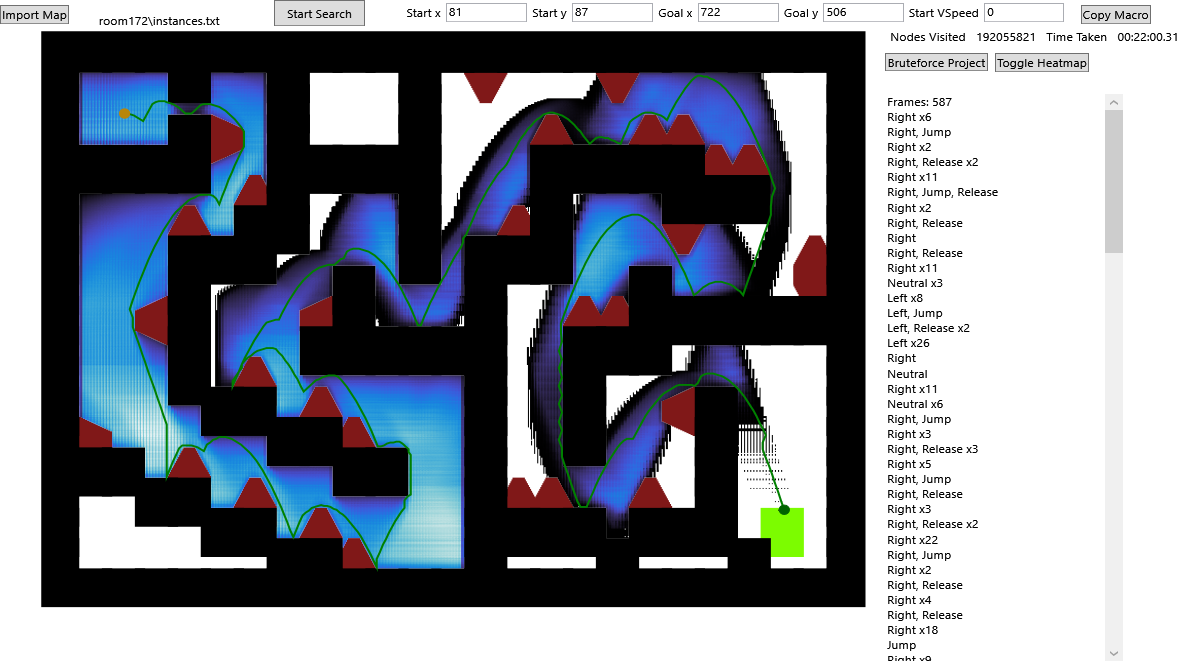 Import Map
room172\instances.txt
Start Search
Start x 81 Start y 87 Goal x 722 Goal y 506 Start VSpeed 0
Copy Macro
Nodes Visited 192055821 Time Taken 00:22:00.31
Bruteforce Project Toggle Heatmap
Frames: 587
Right x6
Right, Jump
Right x2
Right, Release x2
Right x11
Right, Jump, Release
Right x2
Right, Release
Right
Right, Release
Right x11
Neutral x3
Left x8
Left, Jump
Left, Release x2
Left x26
Right
Neutral
Right x11
Neutral x6
Right, Jump
Right x3
Right, Release x3
Right x5
Right, Jump
Right, Release
Right x3
Right, Release x2
Right x22
Right, Jump
Right x2
Right, Release
Right x4
Right, Release
Right x18
Jump
Right x9